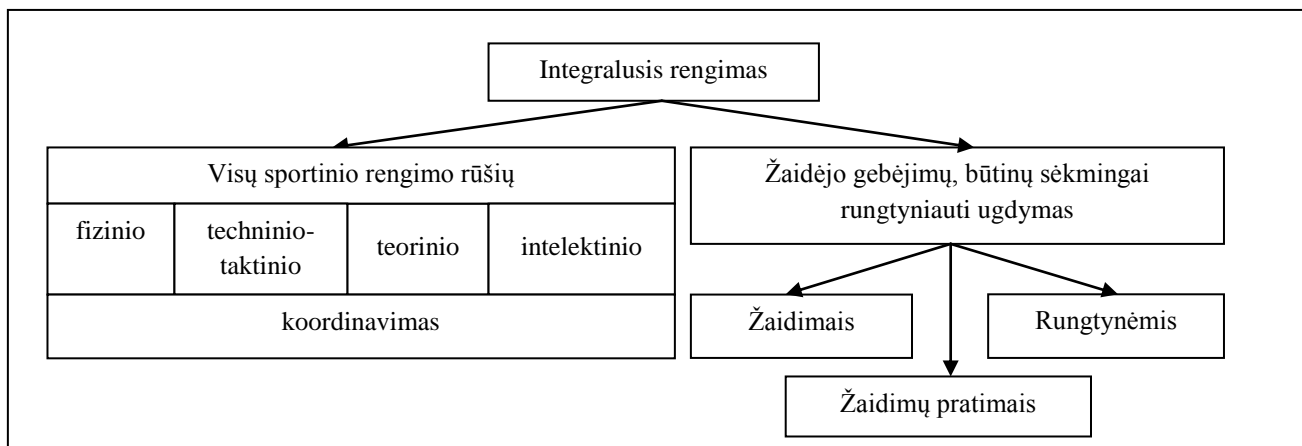 Integralusis rengimas
Visų sportinio rengimo rūšių
fizinio
techninio-
taktinio
teorinio
intelektinio
koordinavimas
Žaidėjo gebėjimų, būtinų sėkmingai
rungtyniauti ugdymas
Žaidimais
Rungtynėmis
Žaidimų pratimais